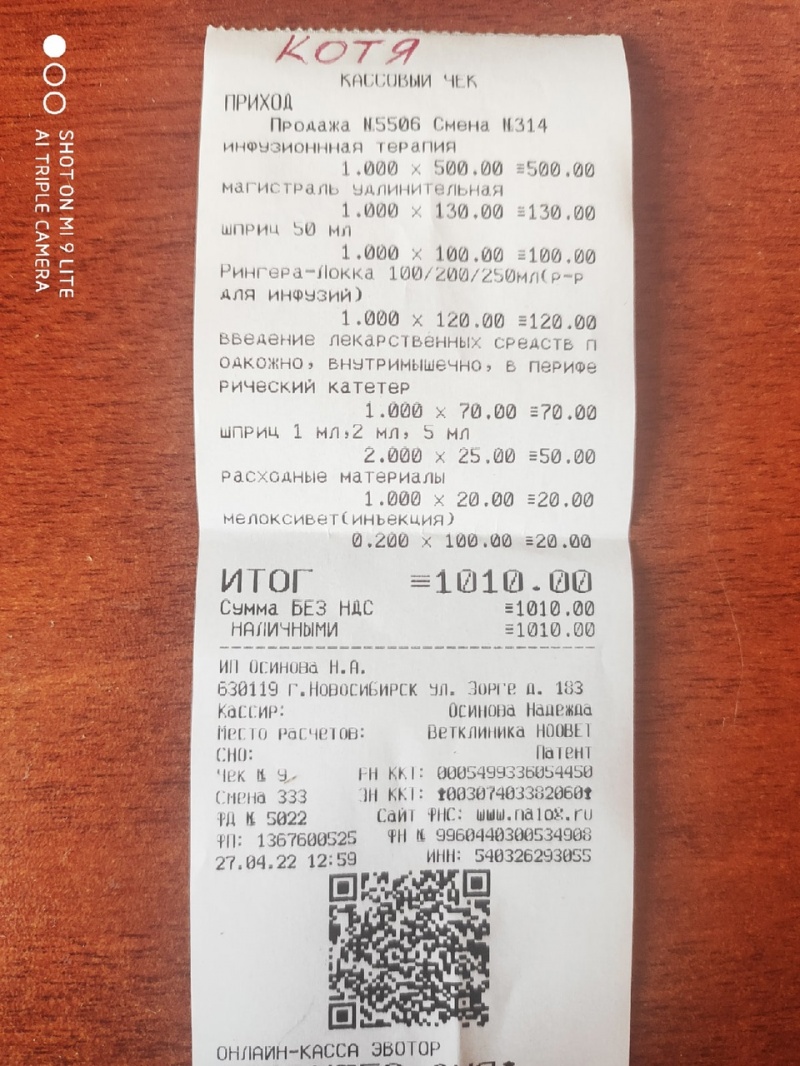 КОТЯ
КАССОВЫЙ ЧЕК
ПРИХОД
Продажа №5506 Смена №314
инфузионнная терапия
1.000 x 500.00 ≡500.00
магистраль удлинительная
1.000 x 130.00 ≡130.00
шприц 50 мл
1.000 x 100.00 ≡100.00
Рингера-Локка 100/200/250мл(р-р
для инфузий)
1.000 x 120.00 ≡120.00
введение лекарственных средств п
одкожно, внутримышечно, в перифе
рический катетер
1.000 x 70.00 ≡70.00
шприц 1 мл,2 мл, 5 мл
2.000 x 25.00 ≡50.00
расходные материалы
1.000 x 20.00 ≡20.00
мелоксивет(инъекция)
0.200 x 100.00 ≡20.00
ИТОГ ≡1010.00
Сумма БЕЗ НДС ≡1010.00
НАЛИЧНЫМИ ≡1010.00
ИП Осинова Н.А.
630119 г.Новосибирск ул. Зорге д. 183
Кассир: Осинова Надежда
Место расчетов: Ветклиника НООВЕТ
СНО: Патент
Чек № 9 РН ККТ: 0005499336054450
Смена 333 ЗН ККТ: 00307403382060
ФД № 5022 Сайт ФНС: www.nalog.ru
ФП: 1367600525 ФН № 9960440300534908
27.04.22 12:59 ИНН: 540326293055
ОНЛАЙН-КАССА ЭВОТОР
SHOT ON MI 9 LITE
AI TRIPLE CAMERA